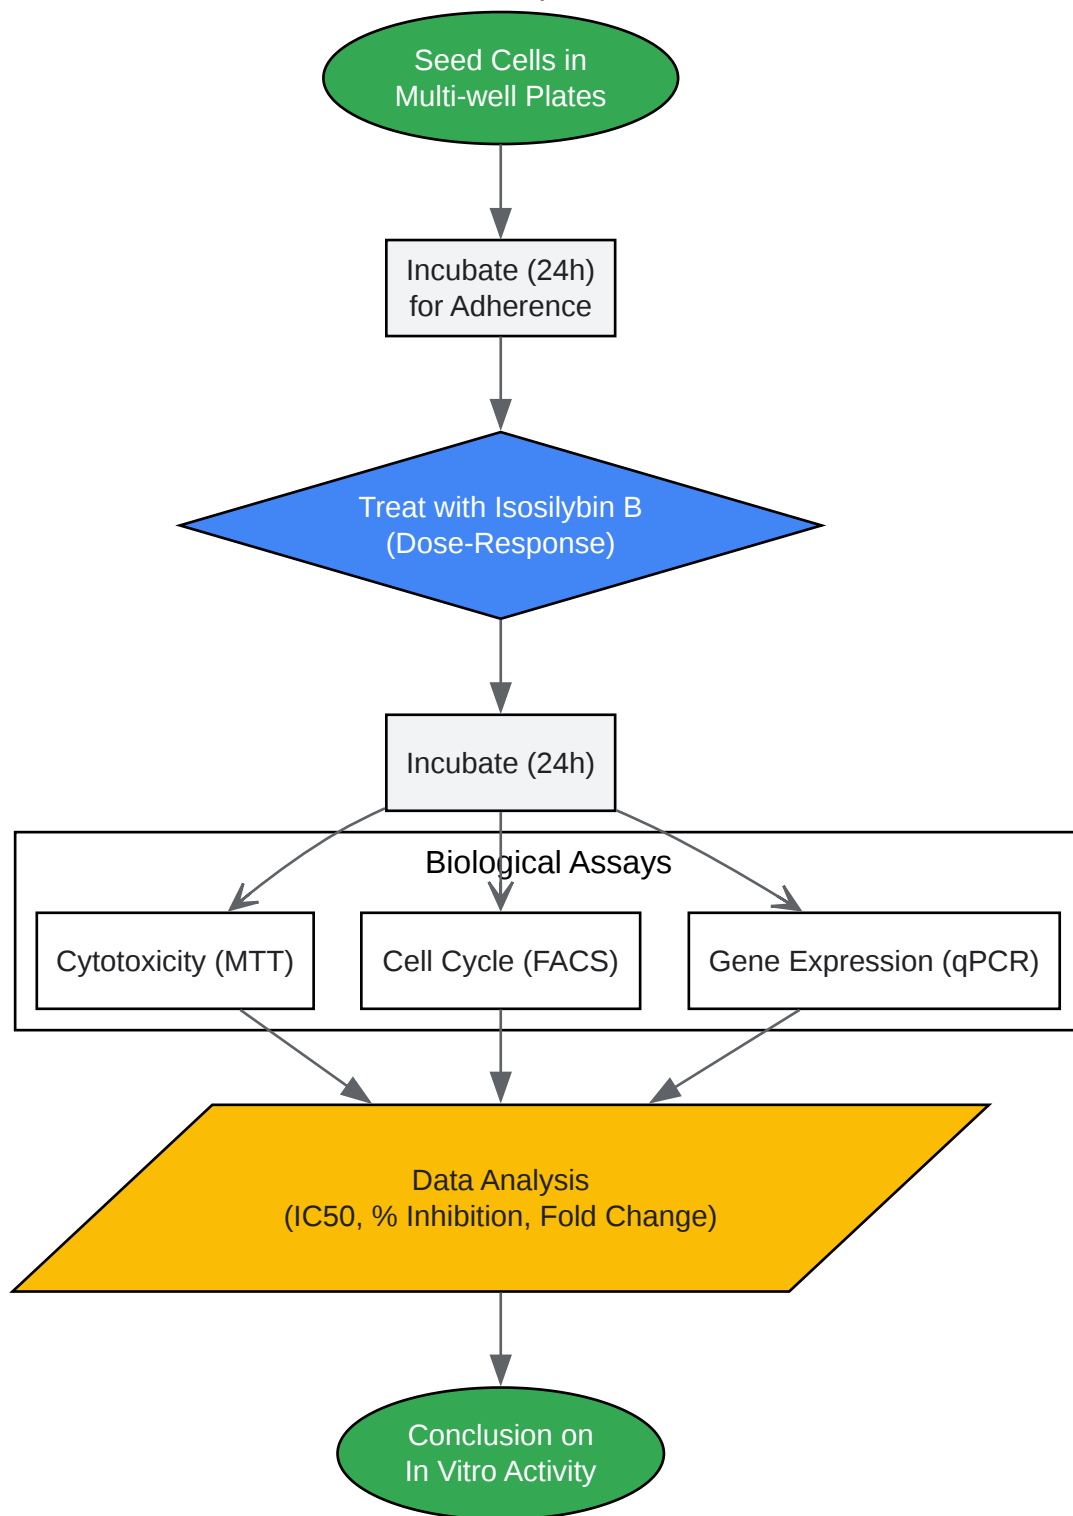 Seed Cells in
Multi-well Plates
Incubate (24h)
for Adherence
Treat with Isosilybin B
(Dose-Response)
Incubate (24h)
Biological Assays
Cytotoxicity (MTT)
Cell Cycle (FACS)
Gene Expression (qPCR)
Data Analysis
(IC50, % Inhibition, Fold Change)
Conclusion on
In Vitro Activity